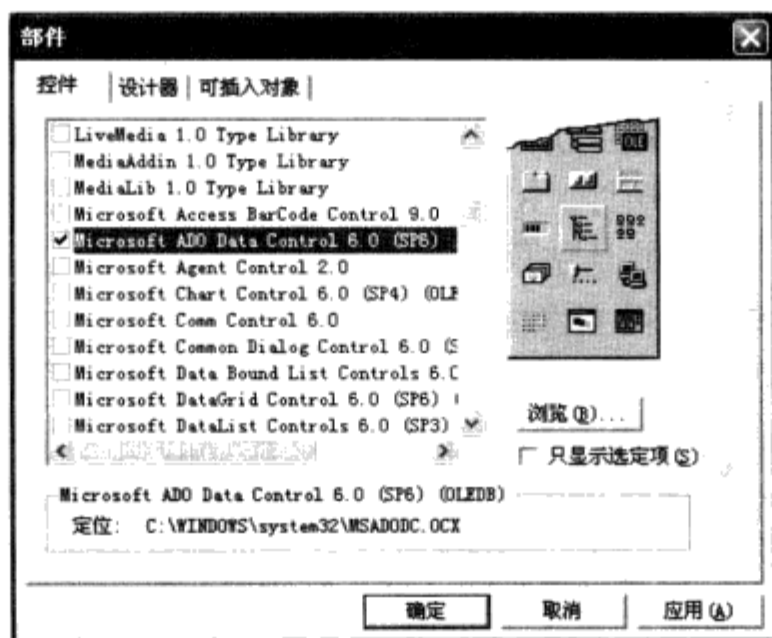 部件
控件 设计器 可插入对象
LiveMedia 1.0 Type Library
MediaAddin 1.0 Type Library
MediaLib 1.0 Type Library
Microsoft Access BarCode Control 9.0
Microsoft ADO Data Control 6.0 (SP6)
Microsoft Agent Control 2.0
Microsoft Chart Control 6.0 (SP4) (OLE
Microsoft Comm Control 6.0
Microsoft Common Dialog Control 6.0 (S
Microsoft Data Bound List Controls 6.0
Microsoft DataGrid Control 6.0 (SP6) (
Microsoft DataList Controls 6.0 (SP3)
OLE
浏览(B)...
只显示选定项(S)
Microsoft ADO Data Control 6.0 (SP6) (OLEDB)
定位: C:\WINDOWS\system32\MSADODC.OCX
确定 取消 应用(A)